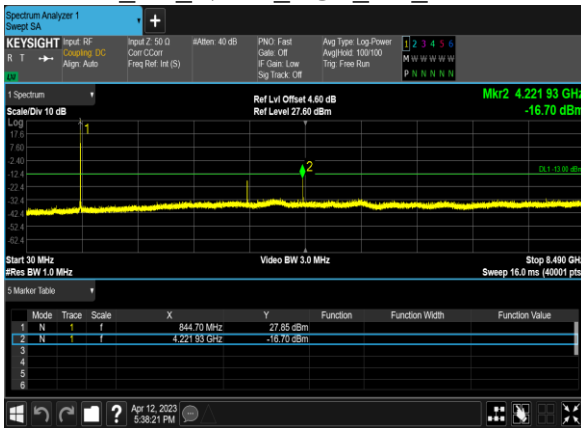 Spectrum Analyzer 1
Swept SA
+
KEYSIGHT Input: RF Input Z: 50 Ω #Atten: 40 dB PNO: Fast Avg Type: Log-Power 1 2 3 4 5 6
R T Coupling: DC Corr CCorr Gate: Off Avg|Hold: 100/100 M W W W W W
Align: Auto Freq Ref: Int (S) IF Gain: Low Trig: Free Run
LV Sig Track: Off P N N N N N
1 Spectrum Ref Lvl Offset 4.60 dB Mkr2 4.221 93 GHz
Scale/Div 10 dB Ref Level 27.60 dBm -16.70 dBm
Log
17.6 1
7.60
-2.40
-12.4 2 DL1 -13.00 dBm
-22.4
-32.4
-42.4
-52.4
-62.4
Start 30 MHz Video BW 3.0 MHz Stop 8.490 GHz
#Res BW 1.0 MHz Sweep 16.0 ms (40001 pts
5 Marker Table
Mode Trace Scale X Y Function Function Width Function Value
1 N 1 f 844.70 MHz 27.85 dBm
2 N 1 f 4.221 93 GHz -16.70 dBm
3
4
5
6
? Apr 12, 2023
5:38:21 PM